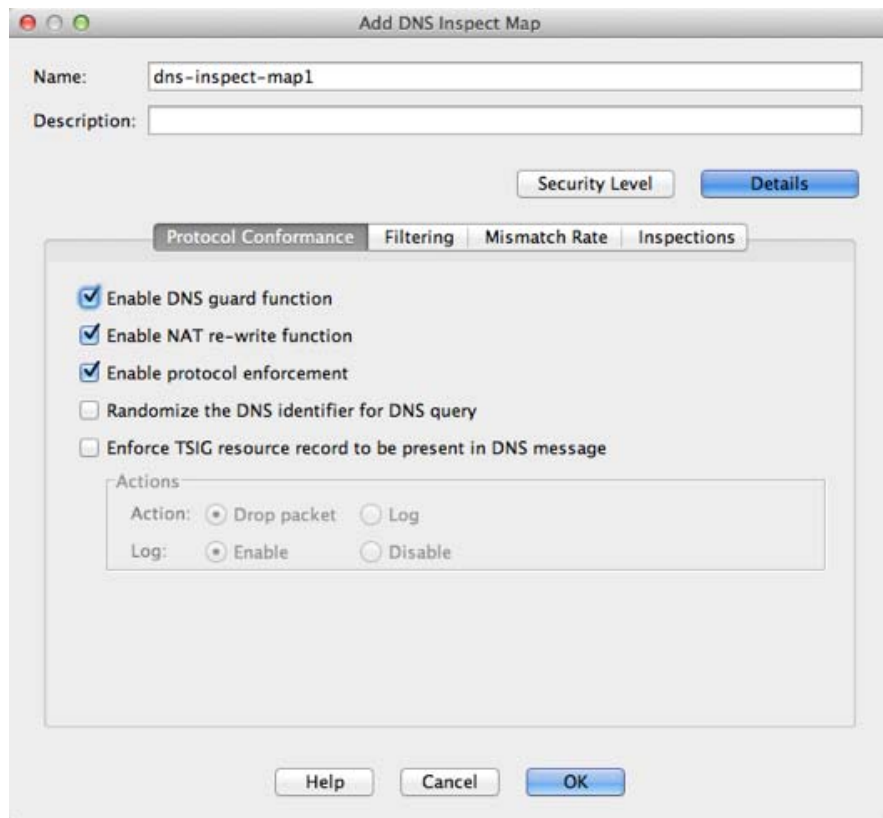 Add DNS Inspect Map
Name: dns-inspect-map1
Description:
Security Level Details
Protocol Conformance Filtering Mismatch Rate Inspections
Enable DNS guard function
Enable NAT re-write function
Enable protocol enforcement
Randomize the DNS identifier for DNS query
Enforce TSIG resource record to be present in DNS message
Actions
Action: Drop packet Log
Log: Enable Disable
Help Cancel OK